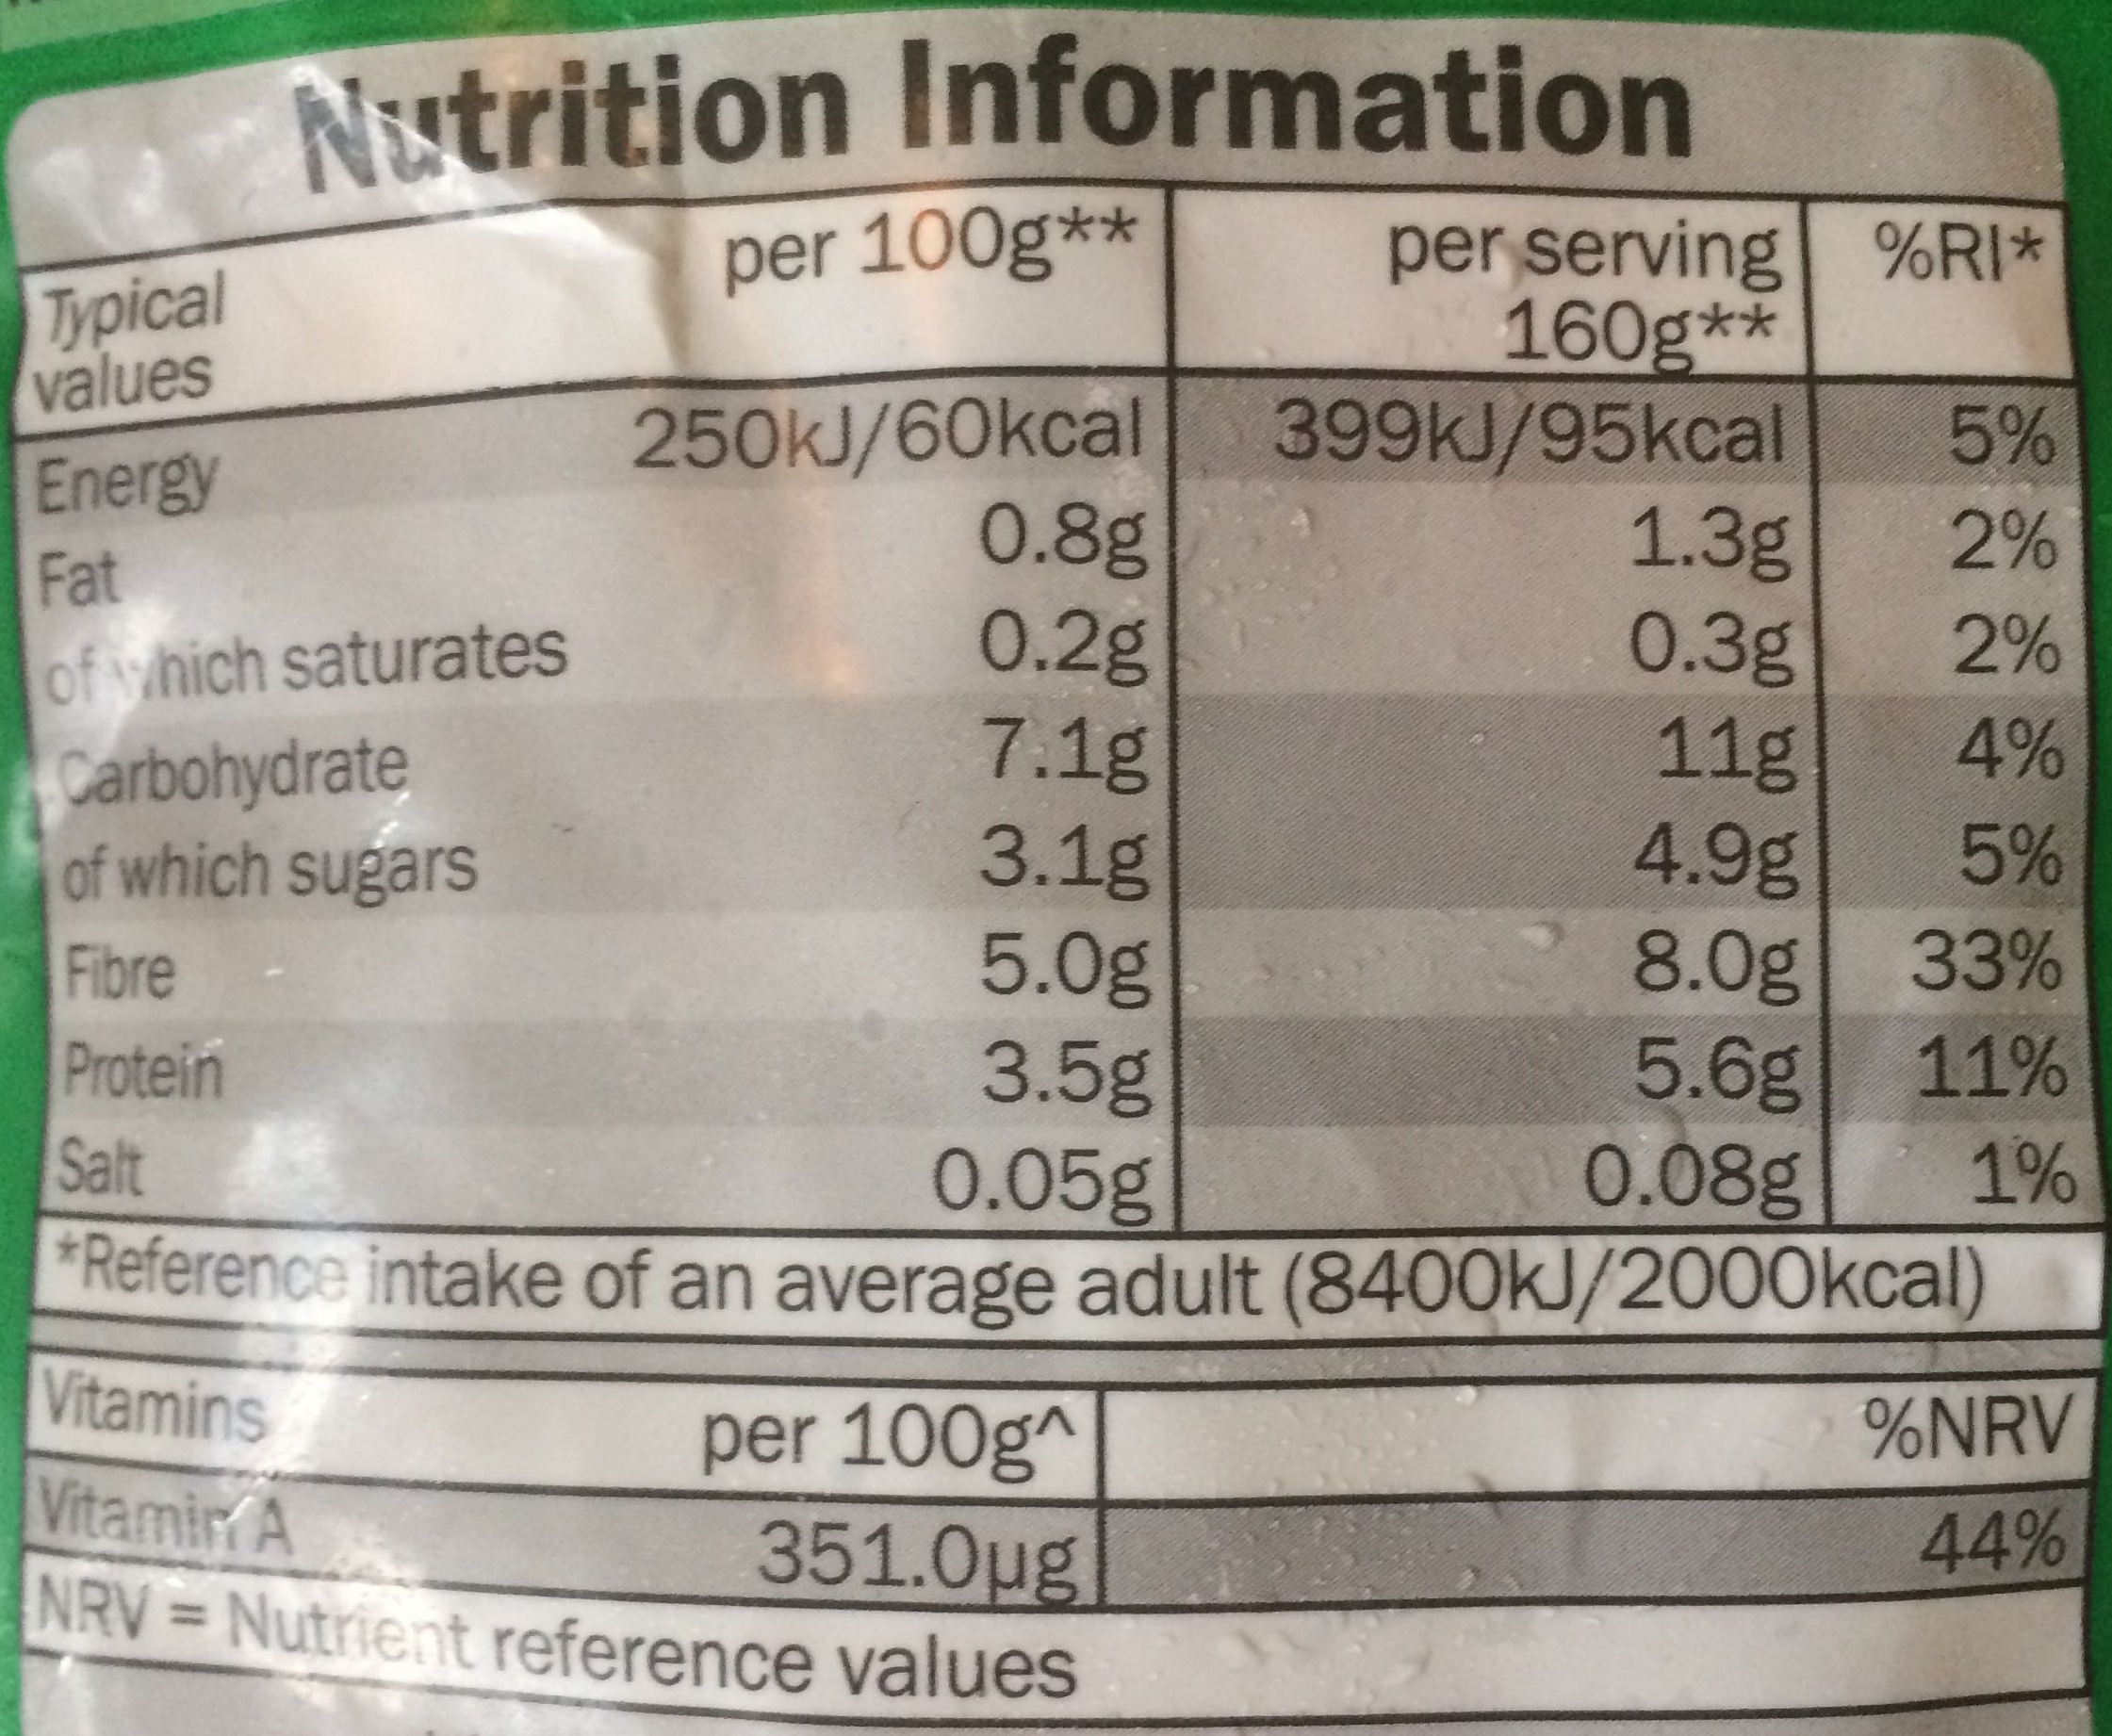 Nutrition Information
Typical values per 100g** per serving 160g** %RI*
Energy 250kJ/60kcal 399kJ/95kcal 5%
Fat 0.8g 1.3g 2%
of which saturates 0.2g 0.3g 2%
Carbohydrate 7.1g 11g 4%
of which sugars 3.1g 4.9g 5%
Fibre 5.0g 8.0g 33%
Protein 3.5g 5.6g 11%
Salt 0.05g 0.08g 1%
*Reference intake of an average adult (8400kJ/2000kcal)
Vitamins per 100g^ %NRV
Vitamin A 351.0µg 44%
NRV = Nutrient reference values